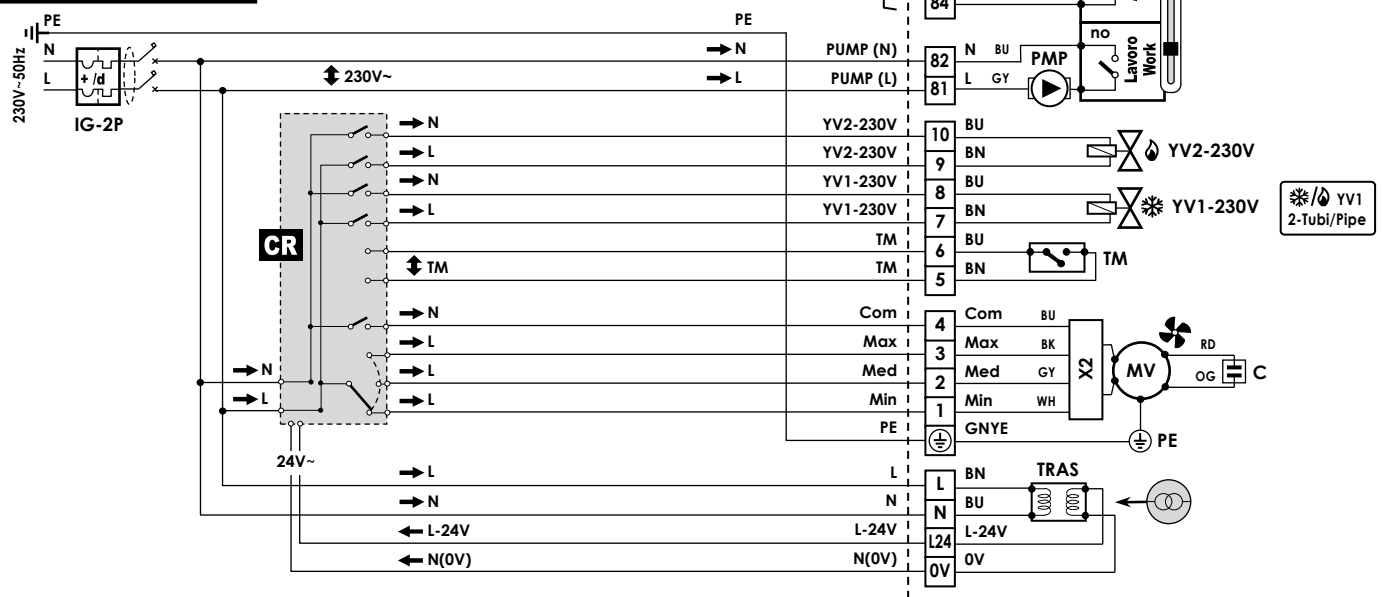 84
PE
PE
N
N
PUMP (N)
82
N
BU
PMP
no
Lavoro
Work
L
+ /d
230V~
L
PUMP (L)
81
L
GY
230V~50Hz
IG-2P
N
YV2-230V
10
BU
L
YV2-230V
9
BN
YV2-230V
N
YV1-230V
8
BU
L
YV1-230V
7
BN
YV1-230V
YV1
2-Tubi/Pipe
CR
TM
6
BU
TM
TM
5
BN
TM
N
Com
4
Com
BU
L
Max
3
Max
BK
RD
N
L
Med
2
Med
GY
X2
MV
OG
C
L
L
Min
1
Min
WH
PE
GNYE
PE
24V~
L
L
L
BN
TRAS
N
N
N
BU
L-24V
L-24V
L24
L-24V
N(0V)
N(0V)
0V
0V